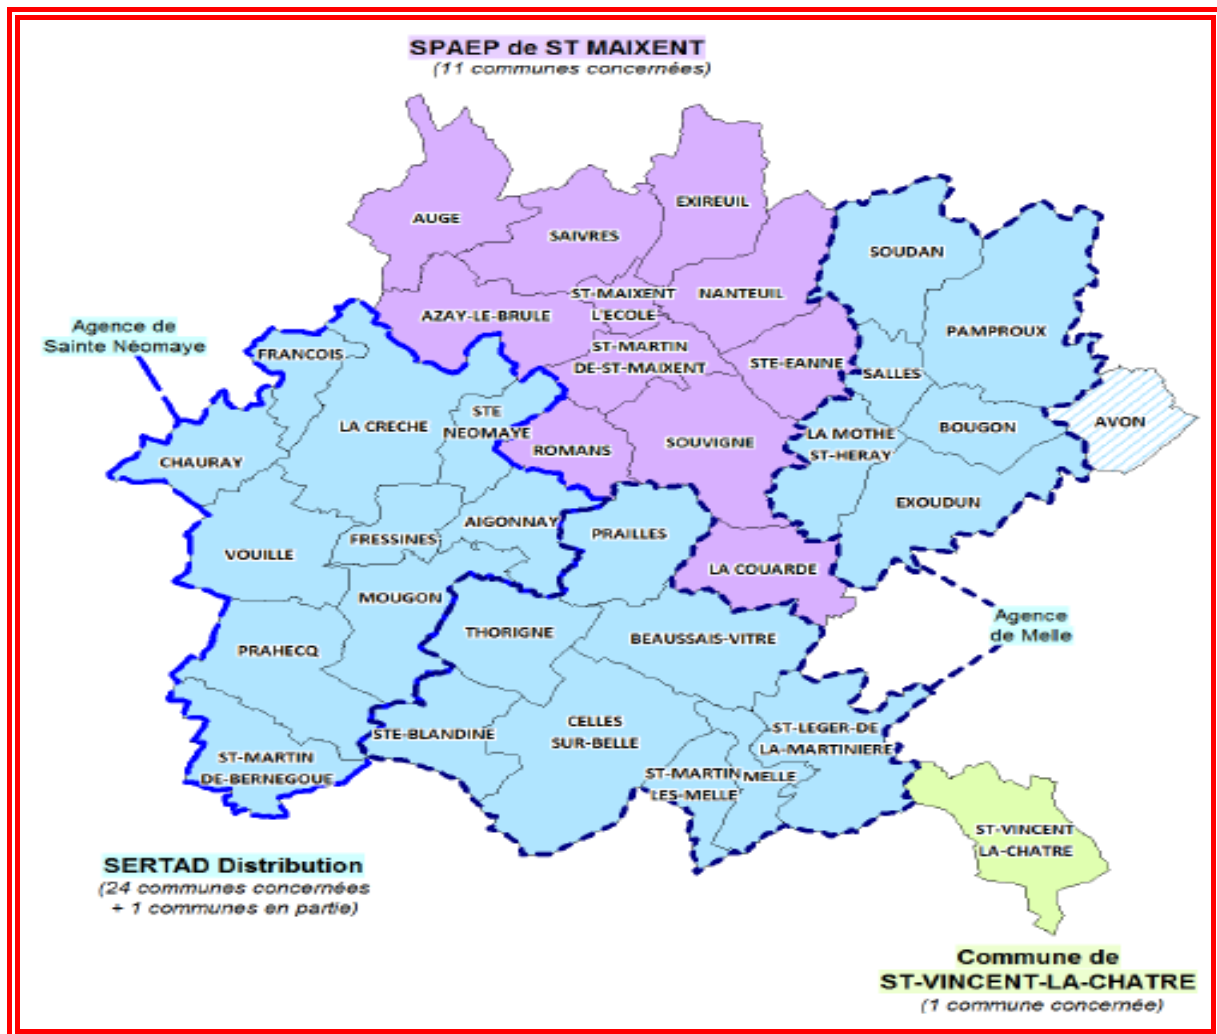 SPAEP de ST MAIXENT
(11 communes concernées)
EXIREUIL
AUGE
SAIVRES
SOUDAN
ST-MAIXENT
L'ECOLE
NANTEUIL
AZAY-LE-BRULE
Agence de
Sainte Néomaye
PAMPROUX
FRANCOIS
ST-MARTIN
DE-ST-MAIXENT
STE-EANNE
SALLES
STE
NEOMAYE
LA CRECHE
AVON
BOUGON
LA MOTHE
ST-HERAY
SOUVIGNE
ROMANS
CHAURAY
EXOUDUN
AIGONNAY
PRAILLES
FRESSINES
VOUILLE
LA COUARDE
MOUGON
Agence
de Melle
THORIGNE
BEAUSSAIS-VITRE
PRAHECQ
CELLES
SUR-BELLE
ST-LEGER-DE
LA-MARTINIERE
STE-BLANDINE
ST-MARTIN
DE-BERNEGOUE
ST-MARTIN
LES-MELLE
MELLE
ST-VINCENT
LA-CHATRE
SERTAD Distribution
(24 communes concernées
+ 1 communes en partie)
Commune de
ST-VINCENT-LA-CHATRE
(1 commune concernée)